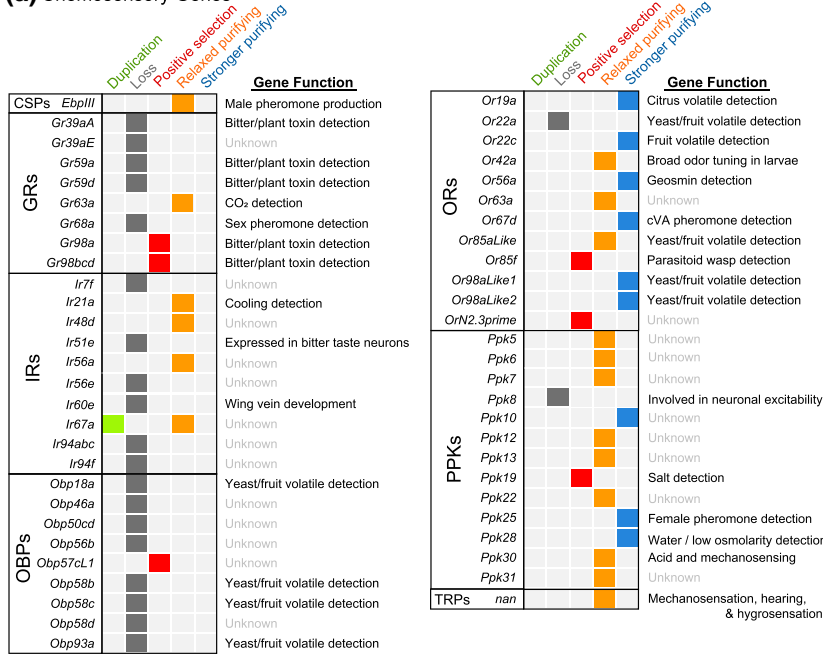 (a) Chemosensory Genes
Duplication
Loss
Positive selection
Relaxed purifying
Stronger purifying
Gene Function
CSPs EbpIII Male pheromone production
GRs
Gr39aA Bitter/plant toxin detection
Gr39aE Unknown
Gr59a Bitter/plant toxin detection
Gr59d Bitter/plant toxin detection
Gr63a CO₂ detection
Gr68a Sex pheromone detection
Gr98a Bitter/plant toxin detection
Gr98bcd Bitter/plant toxin detection
IRs
Ir7f Unknown
Ir21a Cooling detection
Ir48d Unknown
Ir51e Expressed in bitter taste neurons
Ir56a Unknown
Ir56e Unknown
Ir60e Wing vein development
Ir67a Unknown
Ir94abc Unknown
Ir94f Unknown
OBPs
Obp18a Yeast/fruit volatile detection
Obp46a Unknown
Obp50cd Unknown
Obp56b Unknown
Obp57cL1 Unknown
Obp58b Yeast/fruit volatile detection
Obp58c Yeast/fruit volatile detection
Obp58d Unknown
Obp93a Yeast/fruit volatile detection
Duplication
Loss
Positive selection
Relaxed purifying
Stronger purifying
Gene Function
ORs
Or19a Citrus volatile detection
Or22a Yeast/fruit volatile detection
Or22c Fruit volatile detection
Or42a Broad odor tuning in larvae
Or56a Geosmin detection
Or63a Unknown
Or67d cVA pheromone detection
Or85aLike Yeast/fruit volatile detection
Or85f Parasitoid wasp detection
Or98aLike1 Yeast/fruit volatile detection
Or98aLike2 Yeast/fruit volatile detection
OrN2.3prime Unknown
PPKs
Ppk5 Unknown
Ppk6 Unknown
Ppk7 Unknown
Ppk8 Involved in neuronal excitability
Ppk10 Unknown
Ppk12 Unknown
Ppk13 Unknown
Ppk19 Salt detection
Ppk22 Unknown
Ppk25 Female pheromone detection
Ppk28 Water / low osmolarity detection
Ppk30 Acid and mechanosensing
Ppk31 Unknown
TRPs nan Mechanosensation, hearing,
& hygrosensation